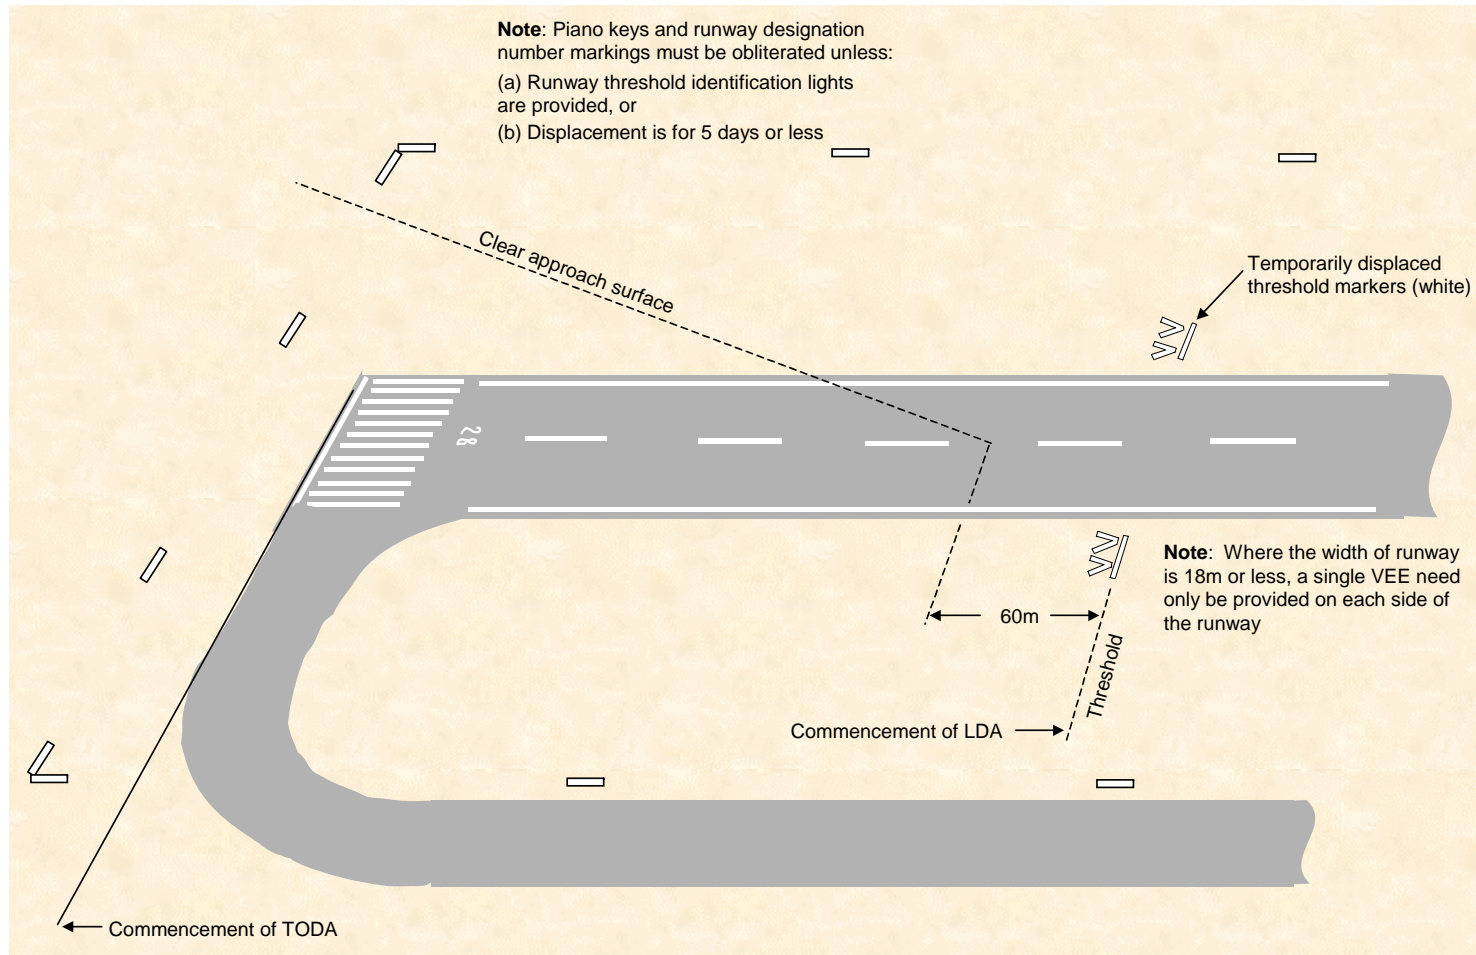 Note: Piano keys and runway designation
number markings must be obliterated unless:
(a) Runway threshold identification lights
are provided, or
(b) Displacement is for 5 days or less
Clear approach surface
Temporarily displaced
threshold markers (white)
28
Note:  Where the width of runway
is 18m or less, a single VEE need
only be provided on each side of
the runway
60m
Threshold
Commencement of LDA
Commencement of TODA